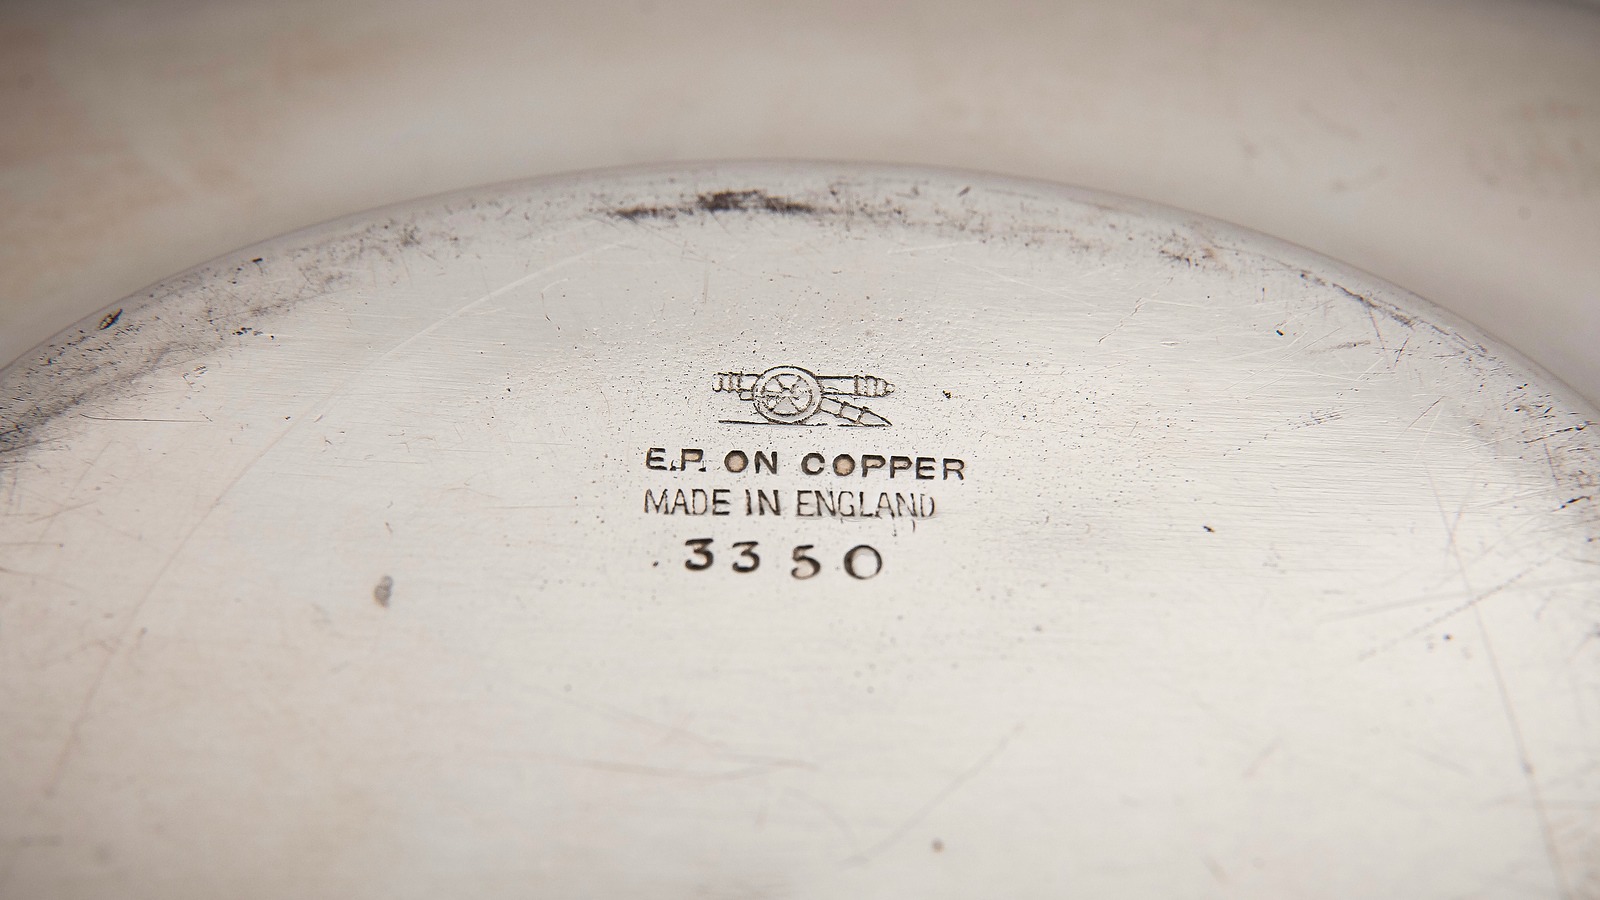 E.P. ON COPPER
MADE IN ENGLAND
3350